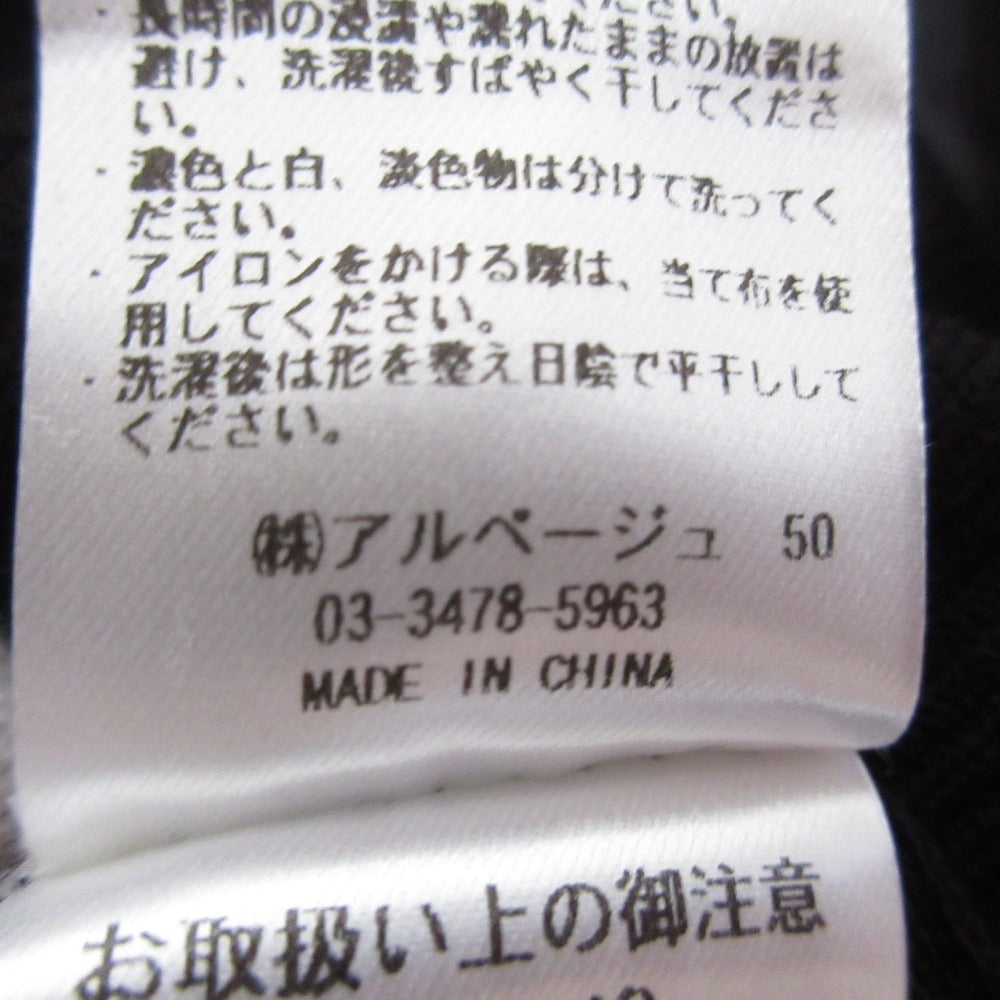 ください。
・長時間の浸漬や濡れたままの放置は
避け、洗濯後すばやく干してくださ
い。
・濃色と白、淡色物は分けて洗ってく
ださい。
・アイロンをかける際は、当て布を使
用してください。
・洗濯後は形を整え日陰で平干しして
ください。
㈱アルページュ 50
03-3478-5963
MADE IN CHINA
お取扱い上の御注意